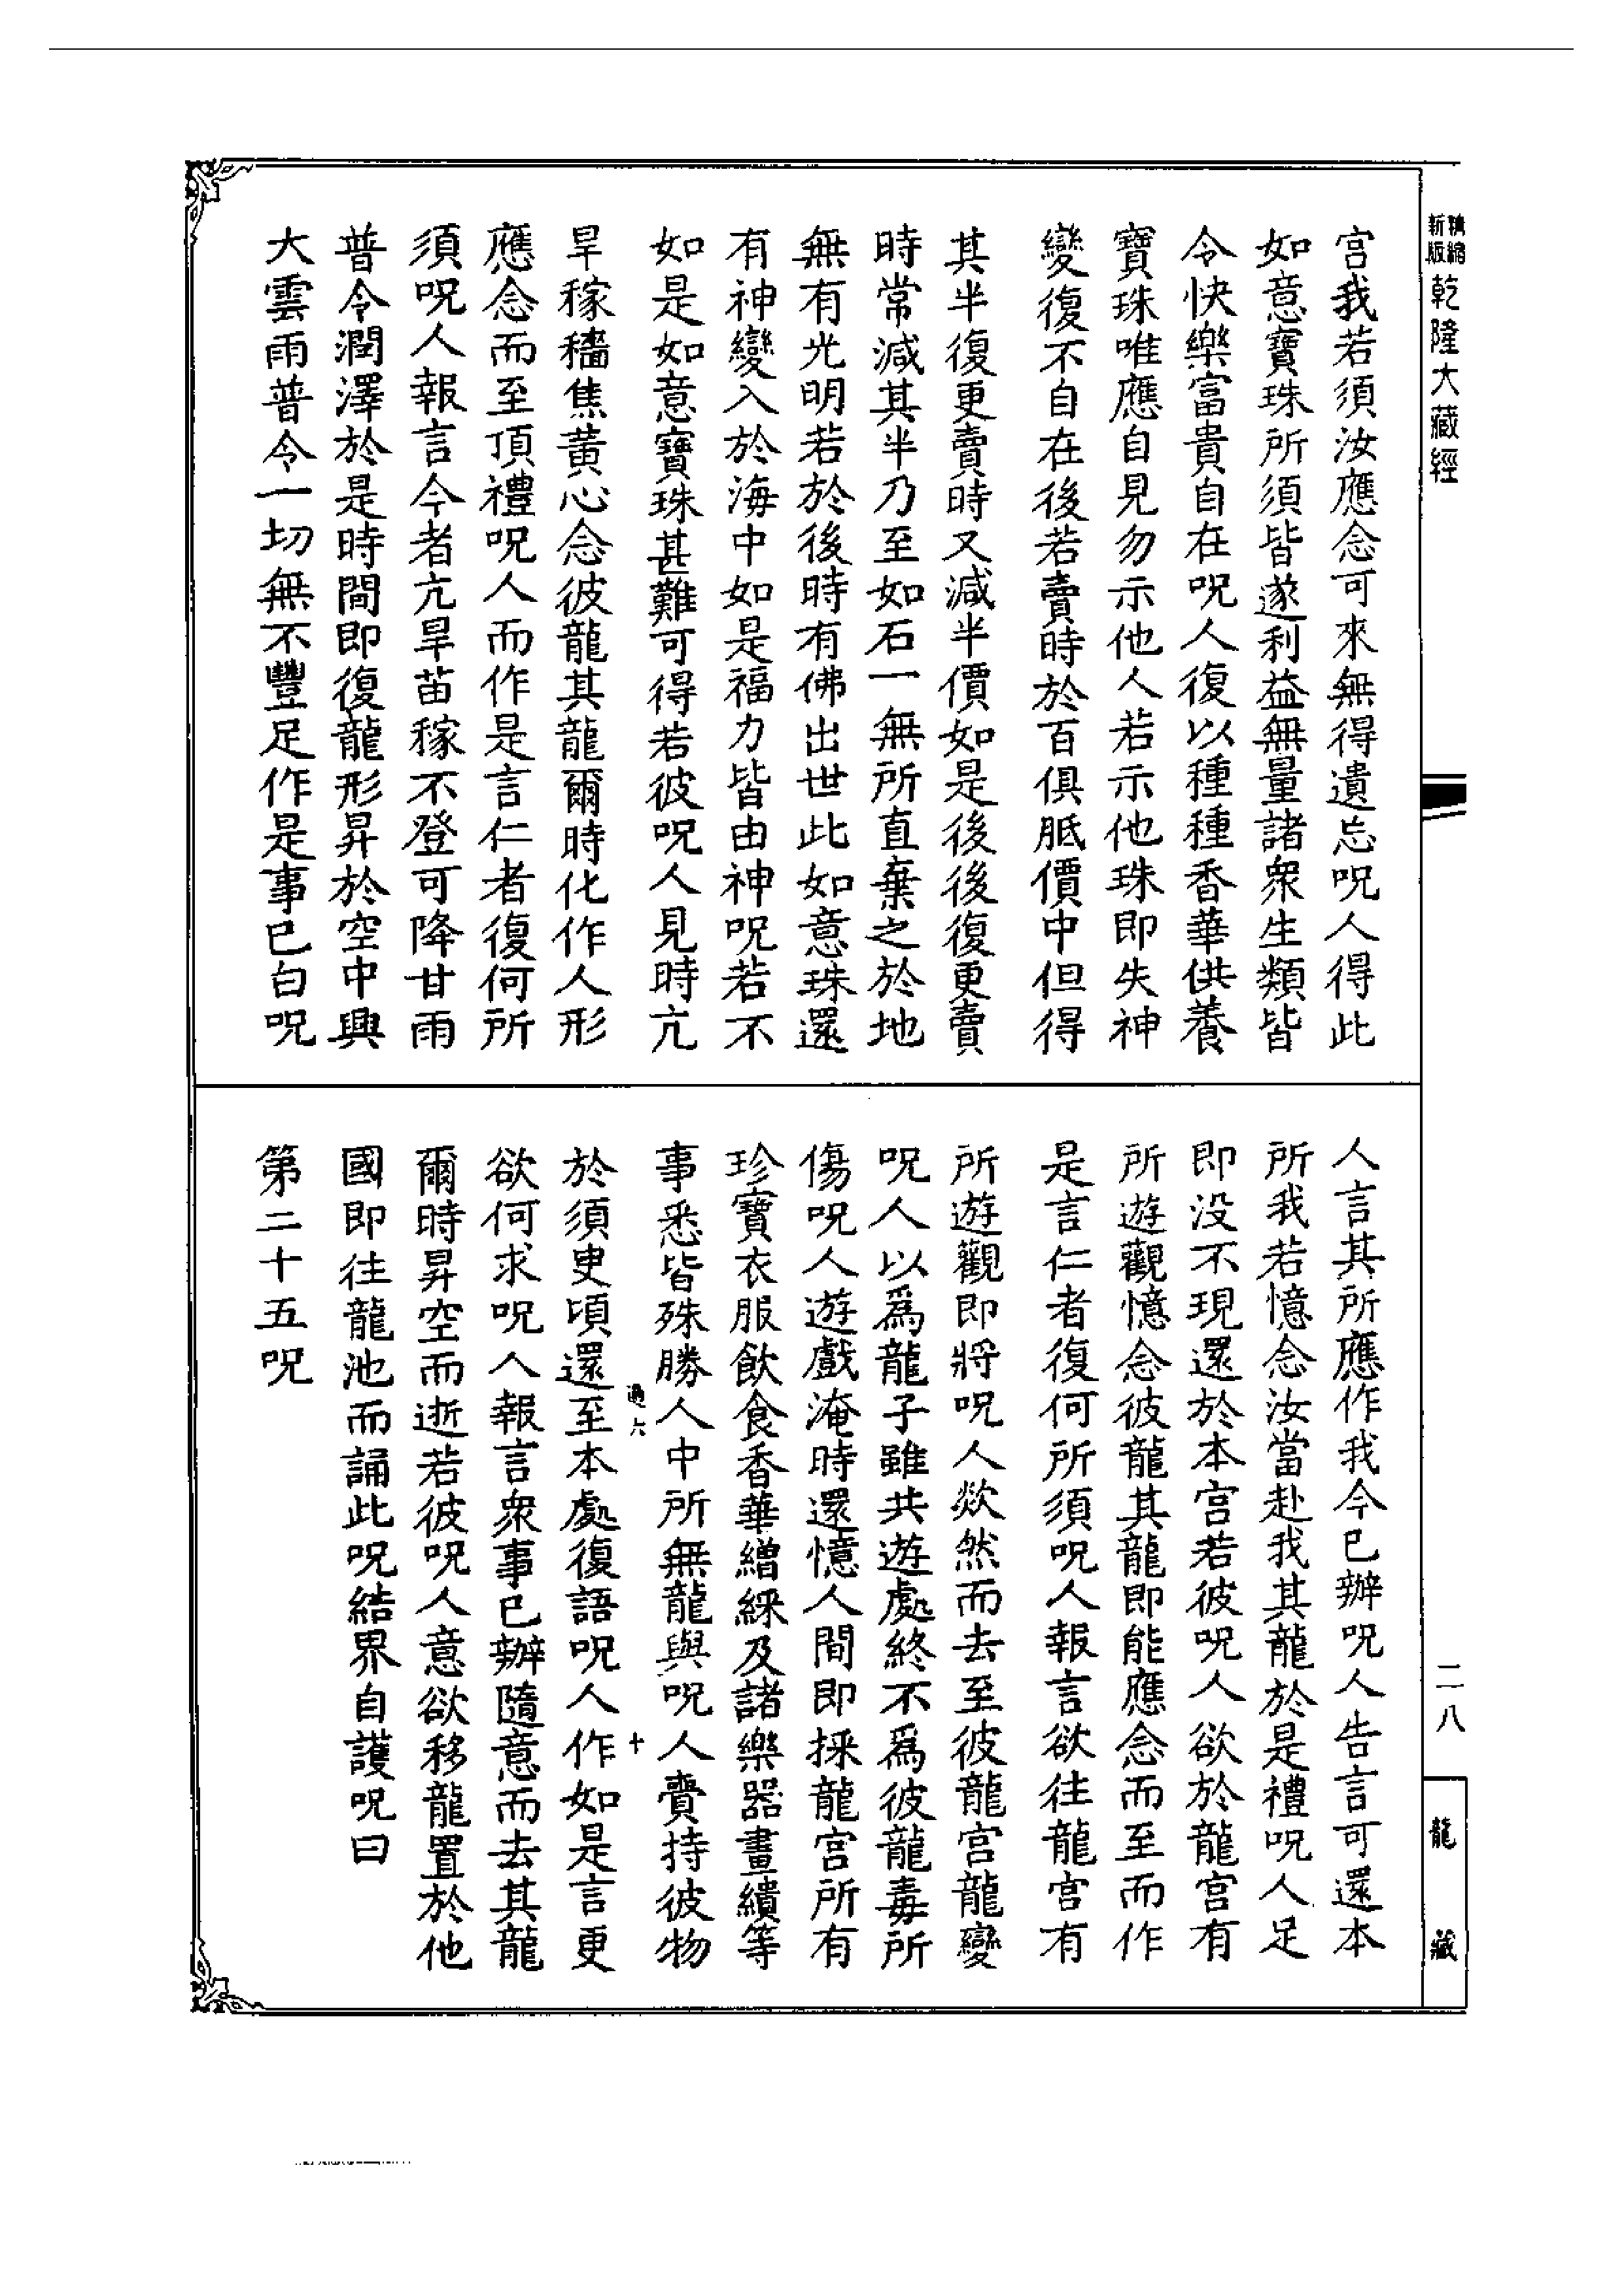 精縮新版乾隆大藏經
宫我若須汝應念可來無得遺忘呪人得此
如意寶珠所須皆遂利益無量諸衆生類皆
令快樂富貴自在呪人復以種種香華供養
寶珠唯應自見勿示他人若示他珠即失神
變復不自在後若賣時於百俱胝價中但得
其半復更賣時又減半價如是後後復更賣
時常減其半乃至如石一無所直棄之於地
無有光明若於後時有佛出世此如意珠還
有神變入於海中如是福力皆由神呪若不
如是如意寶珠甚難可得若彼呪人見時亢
旱稼穡焦黄心念彼龍其龍爾時化作人形
應念而至頂禮呪人而作是言仁者復何所
須呪人報言今者亢旱苗稼不登可降甘雨
普令潤澤於是時間即復龍形昇於空中興
大雲雨普令一切無不豐足作是事已白呪
人言其所應作我今已辦呪人告言可還本
所我若憶念汝當赴我其龍於是禮呪人足
即没不現還於本宫若彼呪人欲於龍宫有
所遊觀憶念彼龍其龍即能應念而至而作
是言仁者復何所須呪人報言欲往龍宫有
所遊觀即將呪人欻然而去至彼龍宫龍變
呪人以爲龍子雖共遊處終不爲彼龍毒所
傷呪人遊戲淹時還憶人間即採龍宫所有
珍寶衣服飲食香華繒綵及諸樂器畫繢等
事悉皆殊勝人中所無龍與呪人賷持彼物
過六 十
於須臾頃還至本處復語呪人作如是言更
欲何求呪人報言衆事已辦隨意而去其龍
爾時昇空而逝若彼呪人意欲移龍置於他
國即往龍池而誦此呪結界自護呪曰
第二十五呪
二八
龍藏